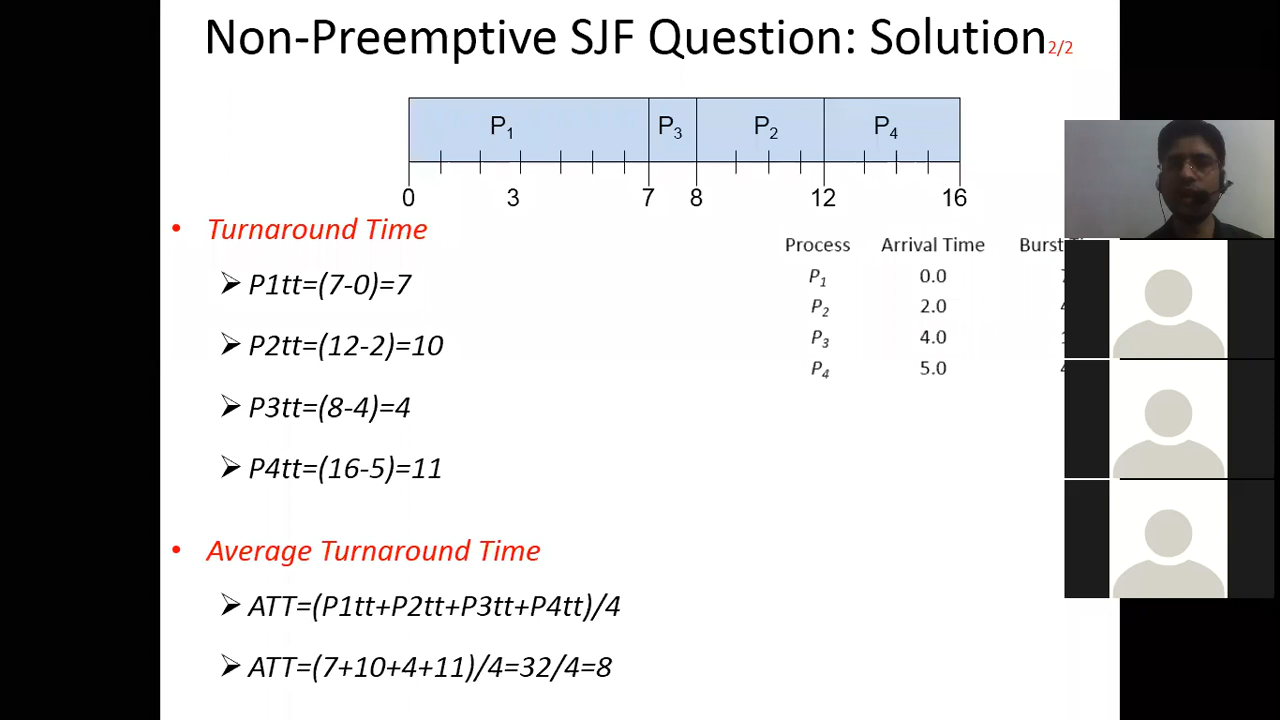 Non-Preemptive SJF Question: Solution 2/2
P1 P3 P2 P4
0 3 7 8 12 16
• Turnaround Time
Process Arrival Time
➢ P1tt=(7-0)=7
P1 0.0
P2 2.0
➢ P2tt=(12-2)=10
P3 4.0
P4 5.0
➢ P3tt=(8-4)=4
➢ P4tt=(16-5)=11
• Average Turnaround Time
➢ ATT=(P1tt+P2tt+P3tt+P4tt)/4
➢ ATT=(7+10+4+11)/4=32/4=8